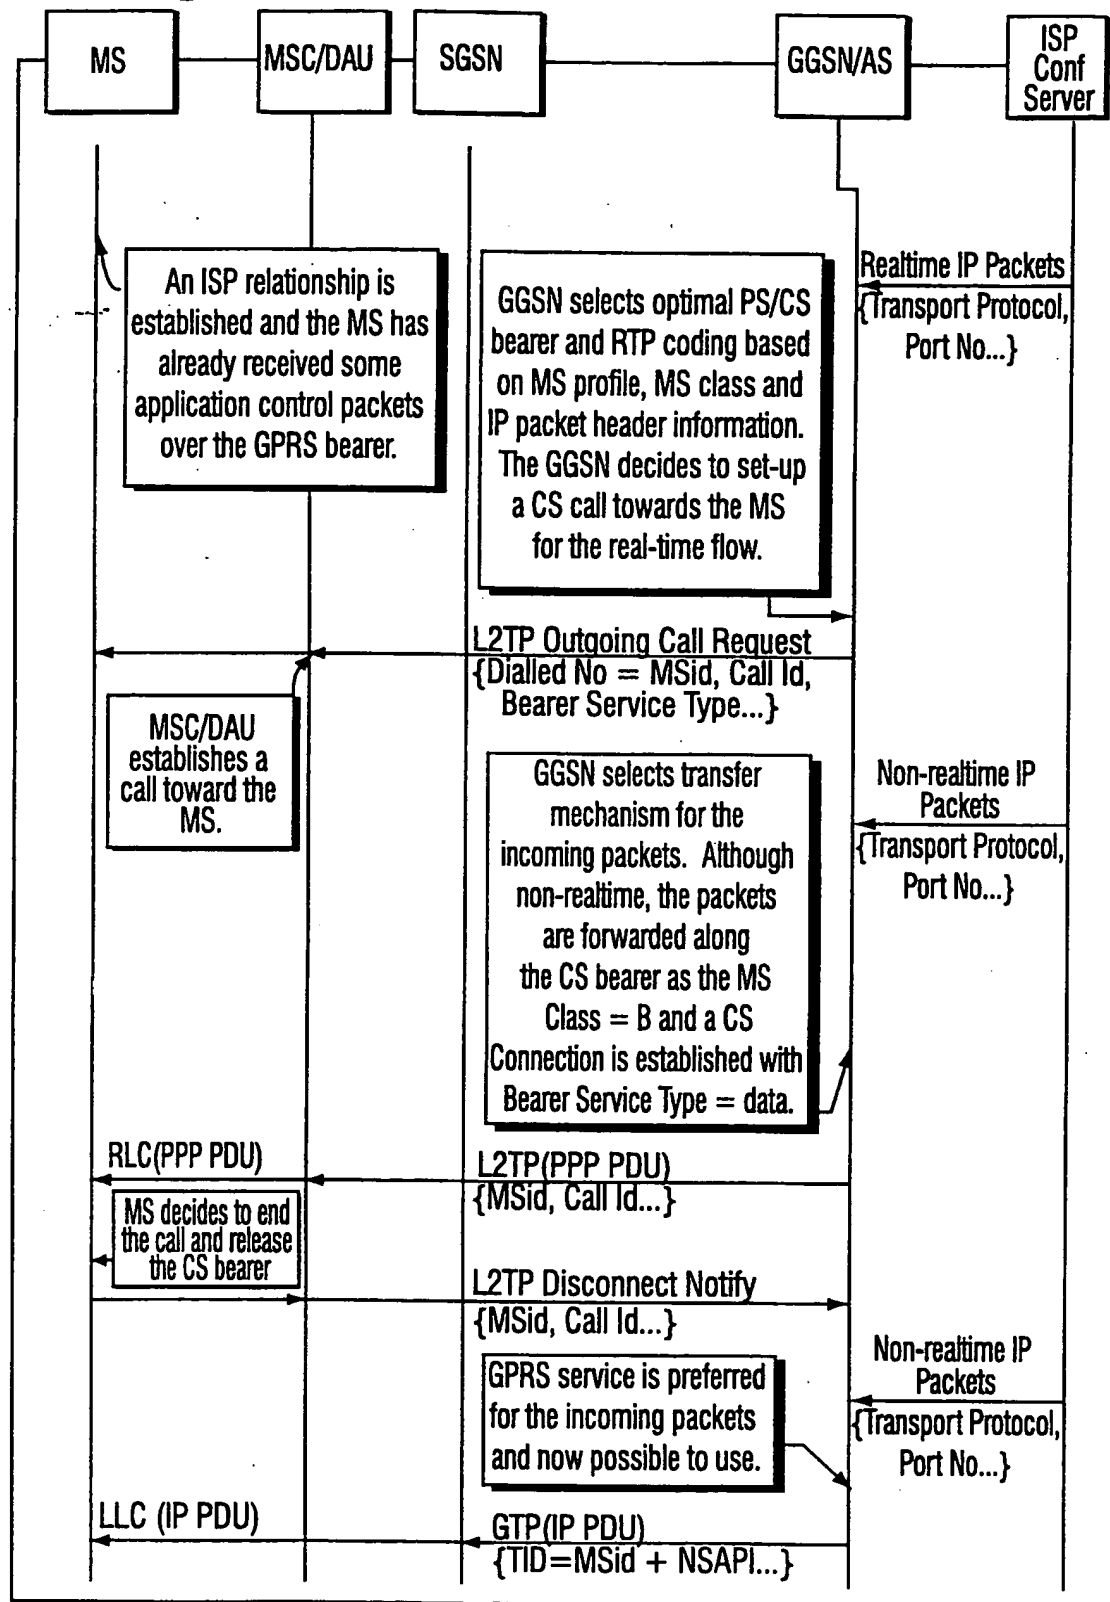 MS
MSC/DAU
SGSN
GGSN/AS
ISP
Conf
Server
An ISP relationship is
established and the MS has
already received some
application control packets
over the GPRS bearer.
GGSN selects optimal PS/CS
bearer and RTP coding based
on MS profile, MS class and
IP packet header information.
The GGSN decides to set-up
a CS call towards the MS
for the real-time flow.
Realtime IP Packets
{Transport Protocol,
Port No...}
L2TP Outgoing Call Request
{Dialled No = MSid, Call Id,
Bearer Service Type...}
MSC/DAU
establishes a
call toward the
MS.
GGSN selects transfer
mechanism for the
incoming packets. Although
non-realtime, the packets
are forwarded along
the CS bearer as the MS
Class = B and a CS
Connection is established with
Bearer Service Type = data.
Non-realtime IP
Packets
{Transport Protocol,
Port No...}
RLC(PPP PDU)
L2TP(PPP PDU)
{MSid, Call Id...}
MS decides to end
the call and release
the CS bearer
L2TP Disconnect Notify
{MSid, Call Id...}
Non-realtime IP
Packets
{Transport Protocol,
Port No...}
GPRS service is preferred
for the incoming packets
and now possible to use.
LLC (IP PDU)
GTP(IP PDU)
{TID=MSid + NSAPI...}